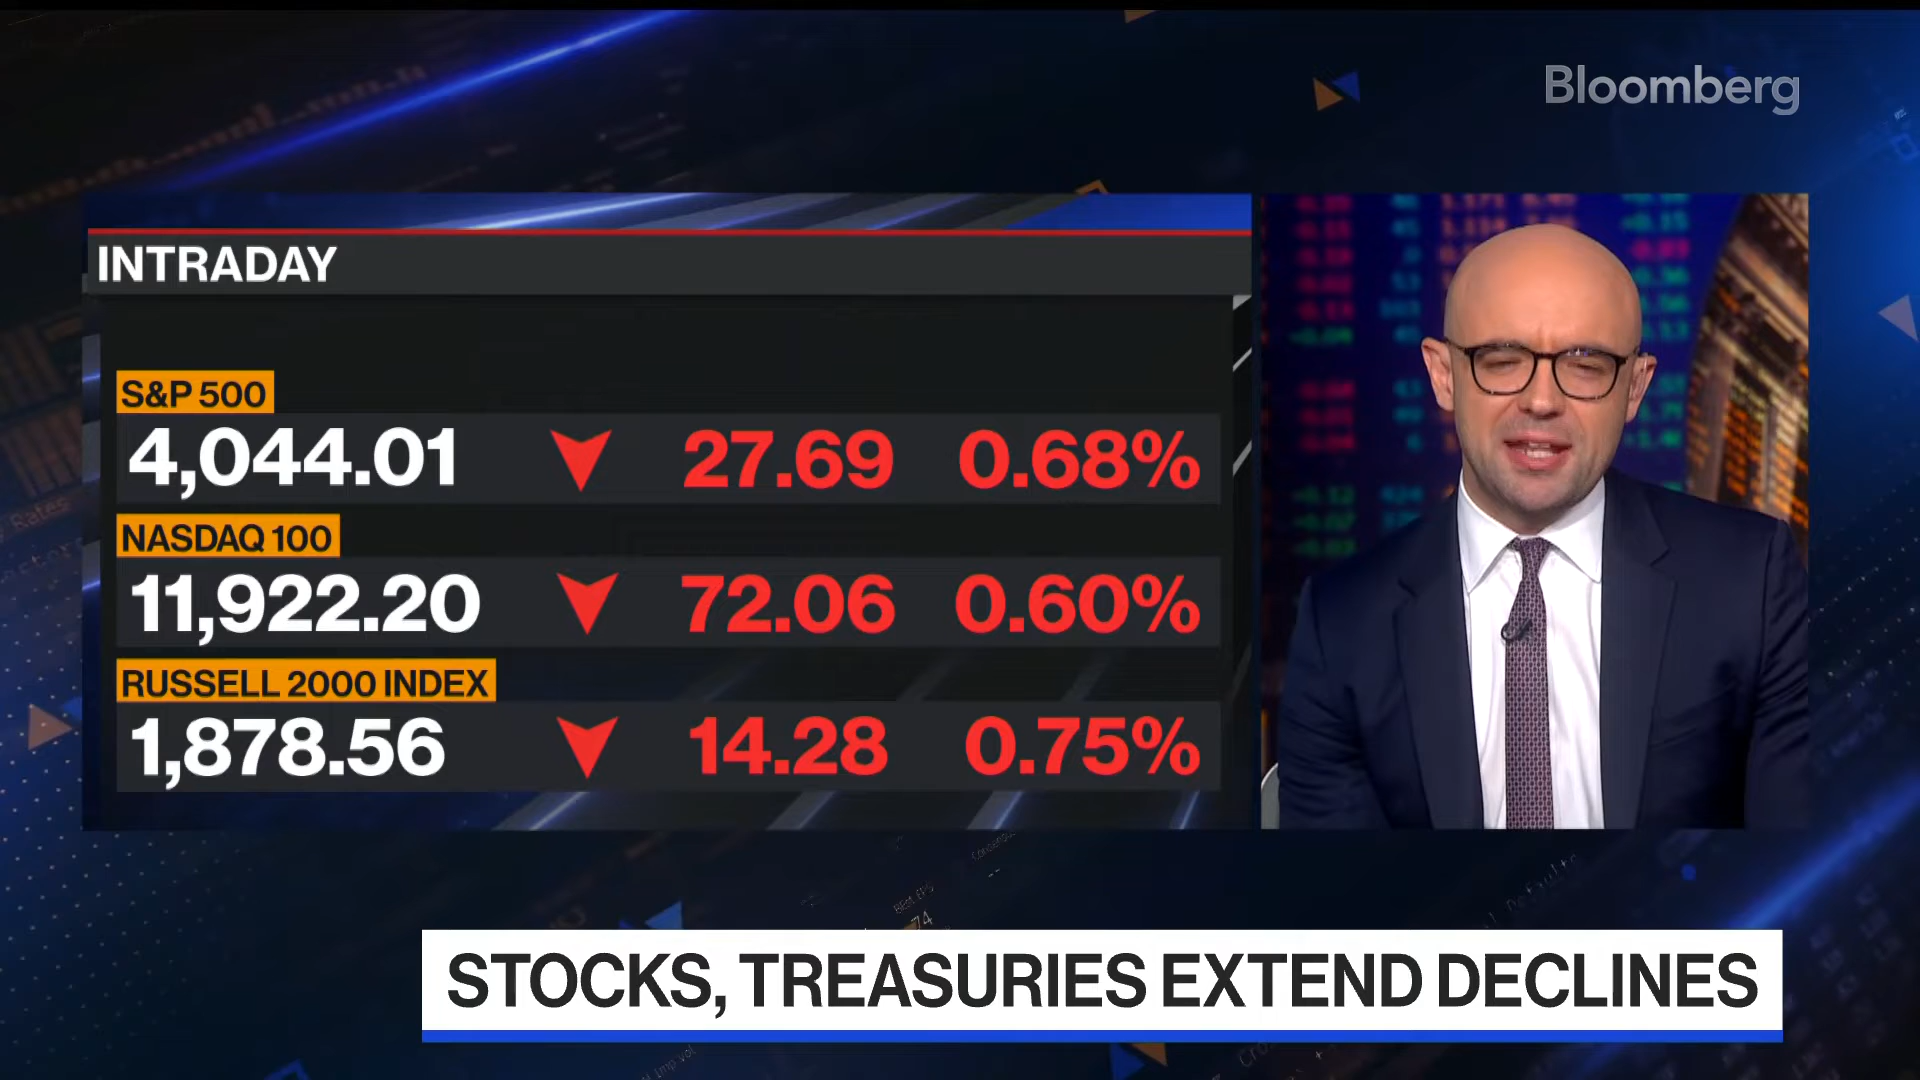 Bloomberg
INTRADAY
S&P 500
4,044.01 27.69 0.68%
NASDAQ 100
11,922.20 72.06 0.60%
RUSSELL 2000 INDEX
1,878.56 14.28 0.75%
STOCKS, TREASURIES EXTEND DECLINES